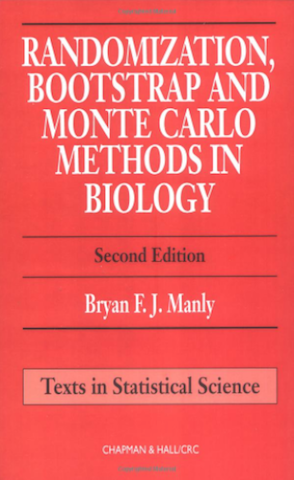 RANDOMIZATION,
BOOTSTRAP AND
MONTE CARLO
METHODS IN
BIOLOGY
Second Edition
Bryan F. J. Manly
Texts in Statistical Science
CHAPMAN & HALL/CRC